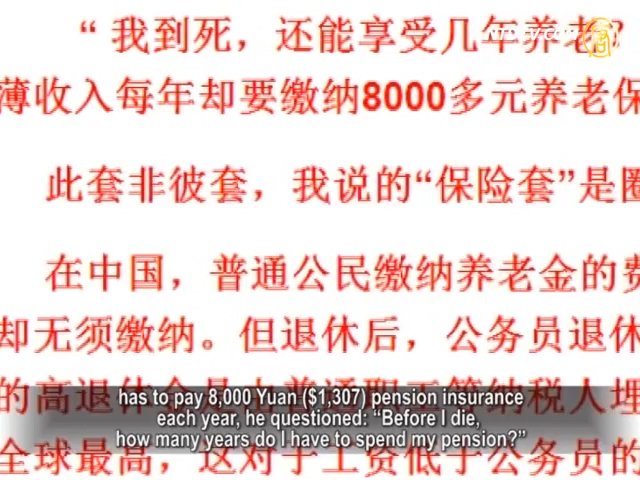 “ 我到死，还能享受几年养老?
薄收入每年却要缴纳8000多元养老保
此套非彼套，我说的“保险套”是圈
在中国，普通公民缴纳养老金的费
却无须缴纳。但退休后，公务员退休
的高退休金是由普通职工等纳税人埋
has to pay 8,000 Yuan ($1,307) pension insurance
each year, he questioned: “Before I die,
how many years do I have to spend my pension?”
全球最高，这对于工资低于公务员的